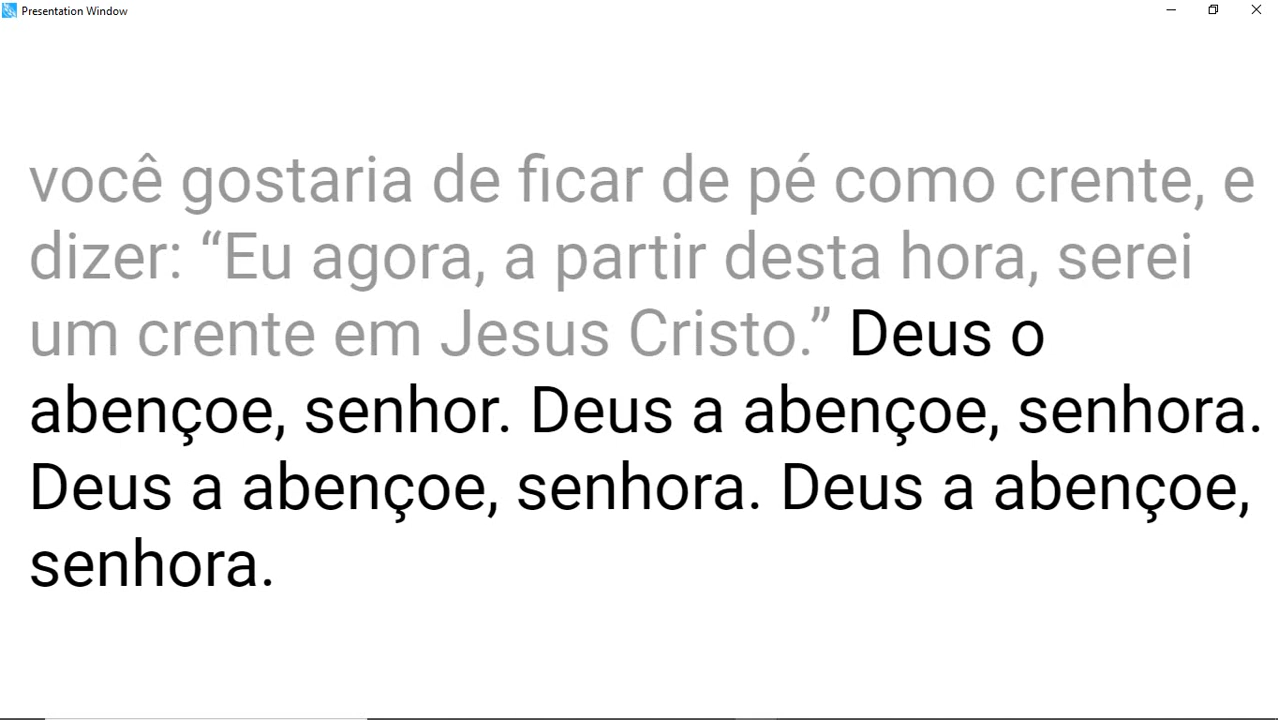 Presentation Window
você gostaria de ficar de pé como crente, e
dizer: “Eu agora, a partir desta hora, serei
um crente em Jesus Cristo.” Deus o
abençoe, senhor. Deus a abençoe, senhora.
Deus a abençoe, senhora. Deus a abençoe,
senhora.